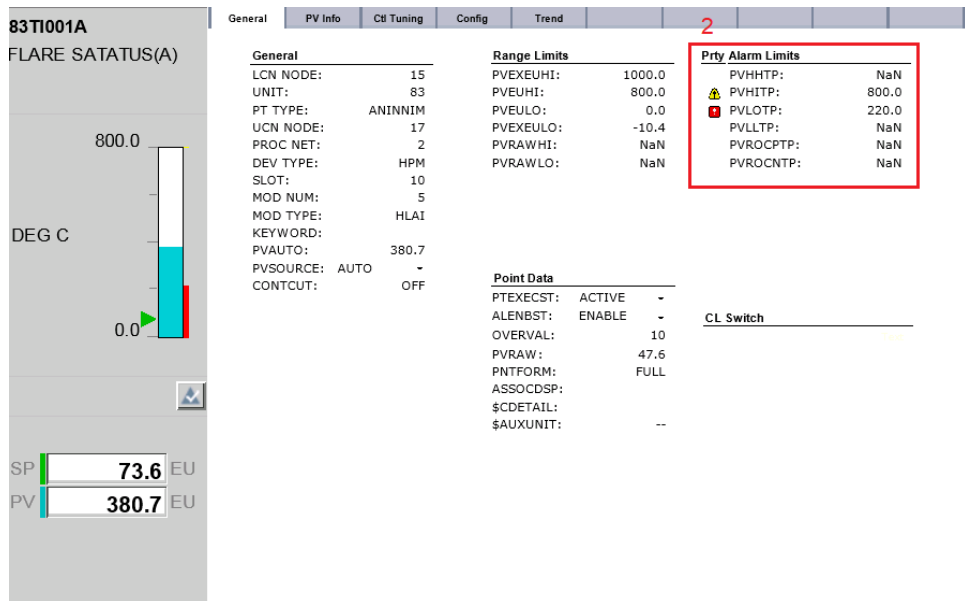 83TI001A
FLARE SATATUS(A)
800.0
DEG C
0.0
SP 73.6 EU
PV 380.7 EU
General PV Info Ctl Tuning Config Trend
2
General
LCN NODE: 15
UNIT: 83
PT TYPE: ANINNIM
UCN NODE: 17
PROC NET: 2
DEV TYPE: HPM
SLOT: 10
MOD NUM: 5
MOD TYPE: HLAI
KEYWORD:
PVAUTO: 380.7
PVSOURCE: AUTO
CONTCUT: OFF
Range Limits
PVEXEUHI: 1000.0
PVEUHI: 800.0
PVEULO: 0.0
PVEXEULO: -10.4
PVRAWHI: NaN
PVRAWLO: NaN
Point Data
PTEXECST: ACTIVE
ALENBST: ENABLE
OVERVAL: 10
PVRAW: 47.6
PNTFORM: FULL
ASSOCDSP:
$CDETAIL:
$AUXUNIT: --
Prty Alarm Limits
PVHHTP: NaN
PVHITP: 800.0
PVLOTP: 220.0
PVLLTP: NaN
PVROCPTP: NaN
PVROCNTP: NaN
CL Switch